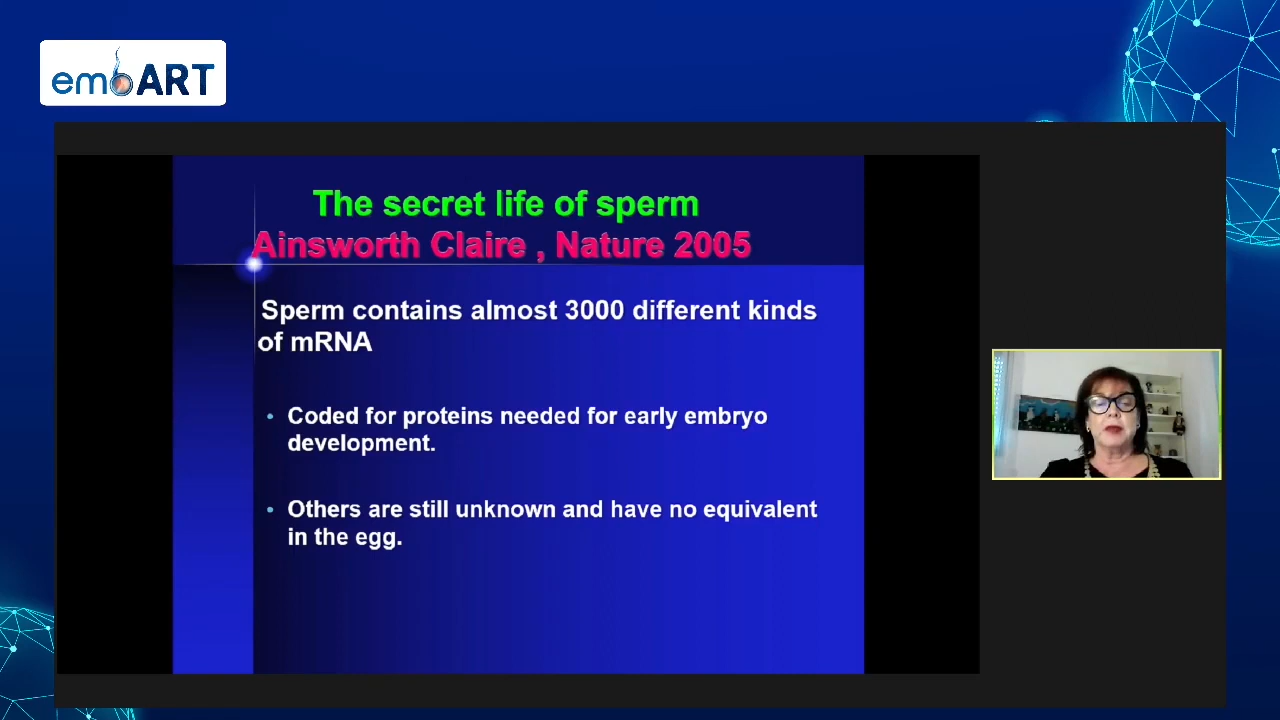 embART
The secret life of sperm
Ainsworth Claire , Nature 2005
Sperm contains almost 3000 different kinds
of mRNA
• Coded for proteins needed for early embryo
development.
• Others are still unknown and have no equivalent
in the egg.